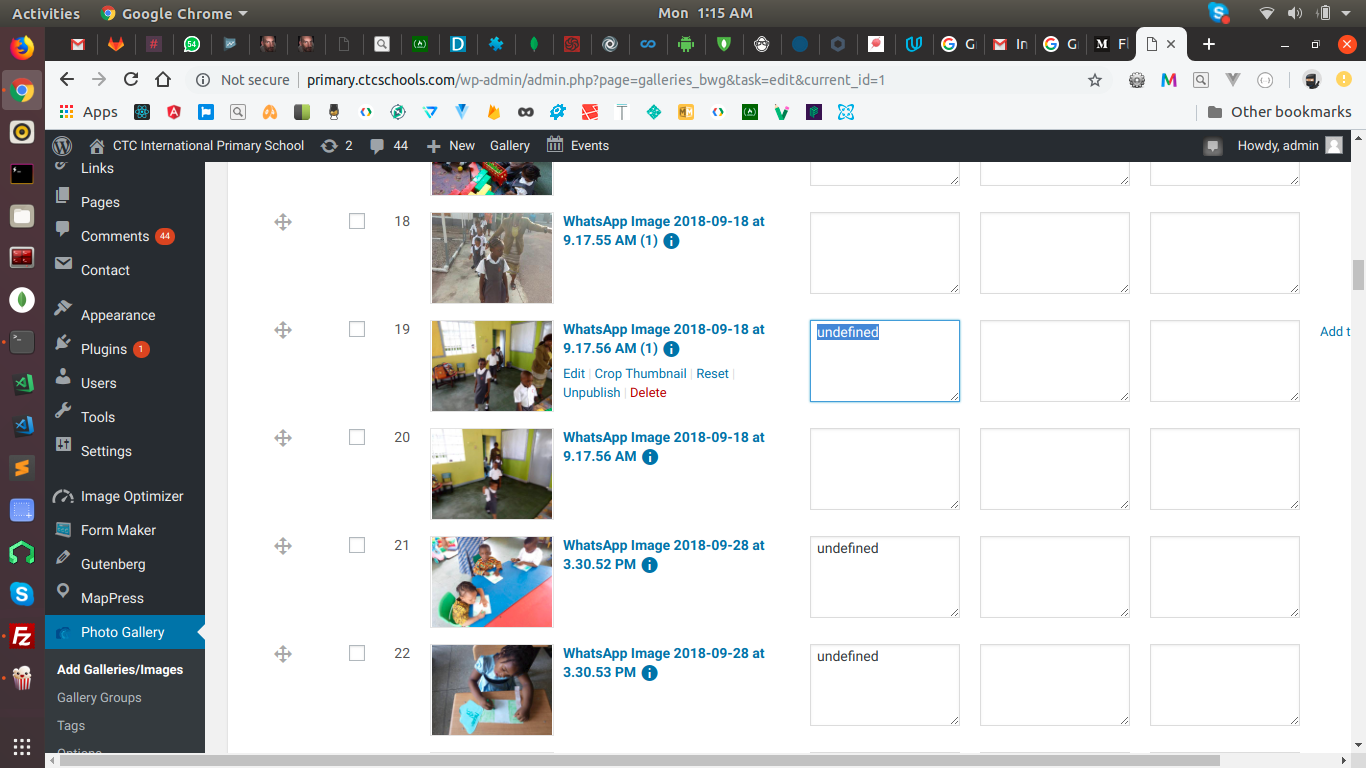 Activities
Google Chrome
Mon 1:15 AM
G
In
G
M
Fl
Not secure
primary.ctcschools.com/wp-admin/admin.php?page=galleries_bwg&task=edit&current_id=1
Apps
Other bookmarks
CTC International Primary School
2
44
New
Gallery
Events
Howdy, admin
Links
Pages
Comments 44
Contact
Appearance
Plugins 1
Users
Tools
Settings
Image Optimizer
Form Maker
Gutenberg
MapPress
Photo Gallery
Add Galleries/Images
Gallery Groups
Tags
Options
18
WhatsApp Image 2018-09-18 at
9.17.55 AM (1)
19
WhatsApp Image 2018-09-18 at
9.17.56 AM (1)
Edit | Crop Thumbnail | Reset |
Unpublish | Delete
undefined
Add t
20
WhatsApp Image 2018-09-18 at
9.17.56 AM
21
WhatsApp Image 2018-09-28 at
3.30.52 PM
undefined
22
WhatsApp Image 2018-09-28 at
3.30.53 PM
undefined